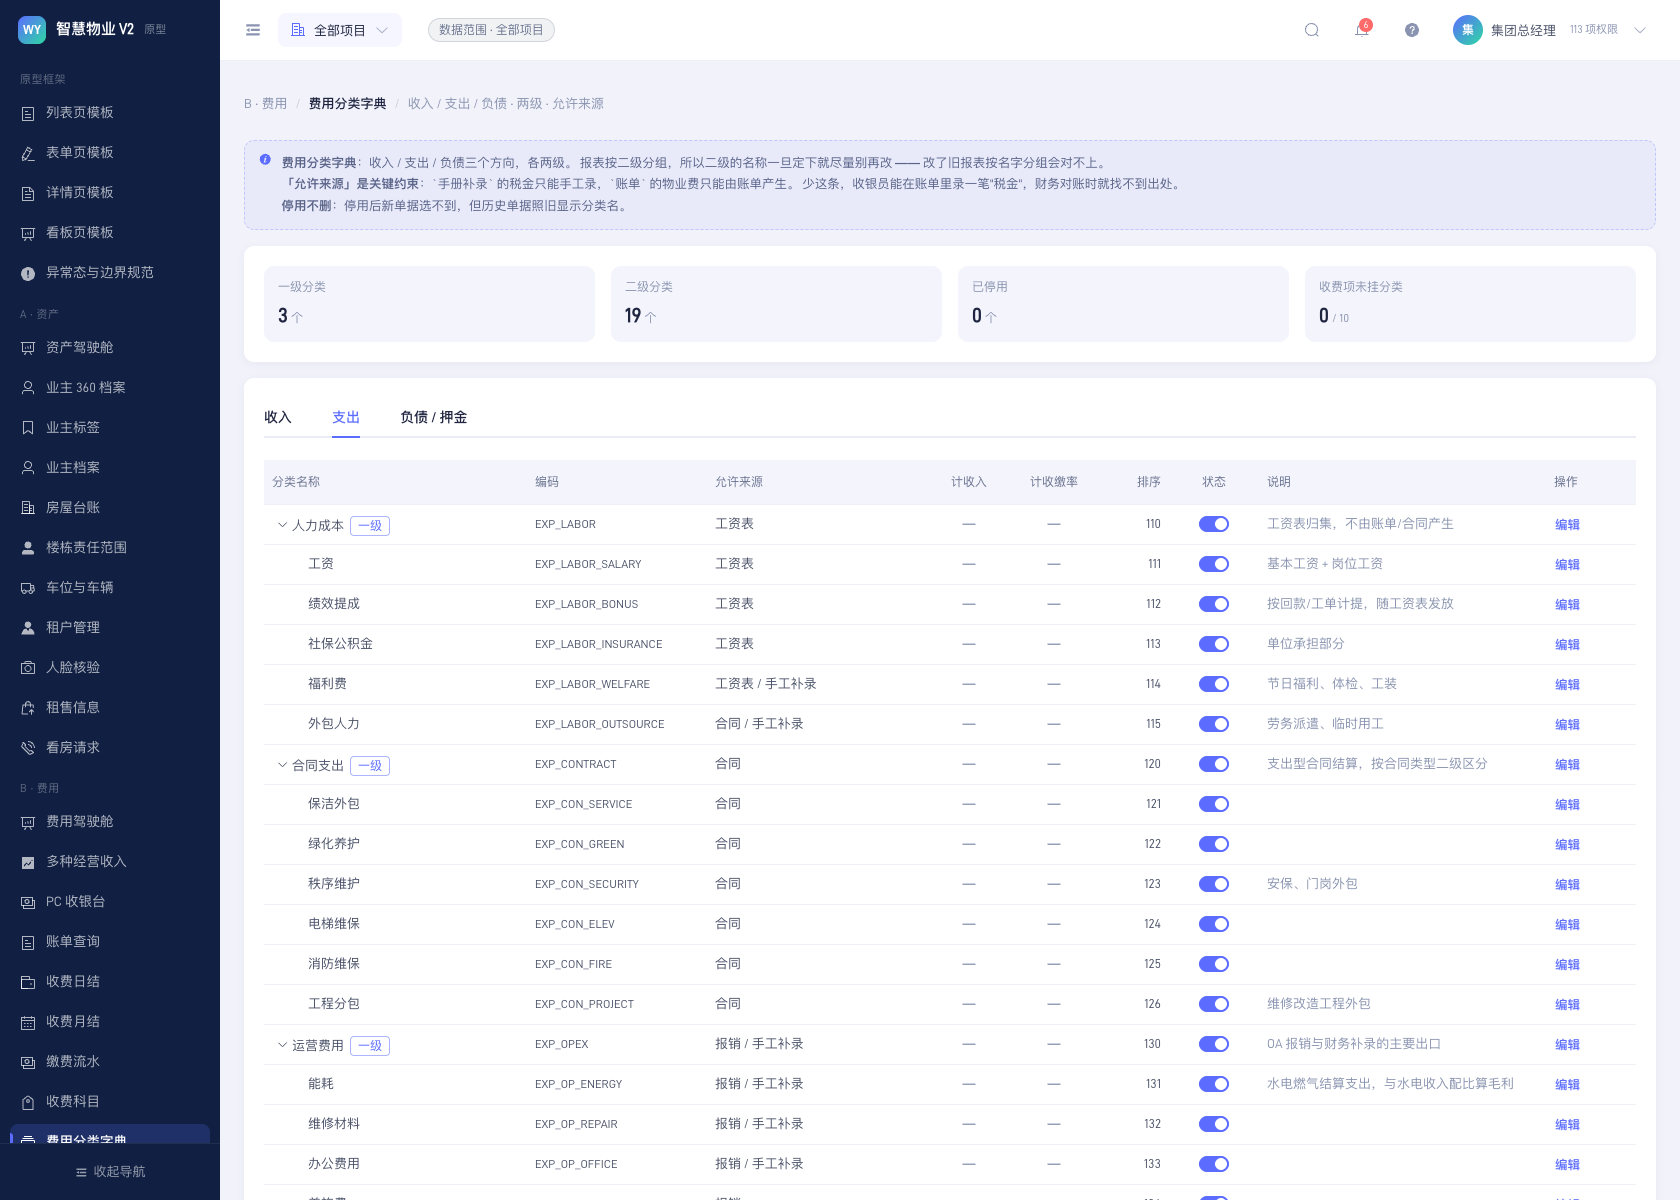 WY 智慧物业 V2 原型
原型框架
列表页模板
表单页模板
详情页模板
看板页模板
异常态与边界规范
A · 资产
资产驾驶舱
业主 360 档案
业主标签
业主档案
房屋台账
楼栋责任范围
车位与车辆
租户管理
人脸核验
租售信息
看房请求
B · 费用
费用驾驶舱
多种经营收入
PC 收银台
账单查询
收费日结
收费月结
缴费流水
收费科目
费用分类字典
收起导航
全部项目
数据范围 · 全部项目
6
集 集团总经理 113 项权限
B · 费用 / 费用分类字典 / 收入 / 支出 / 负债 · 两级 · 允许来源
费用分类字典：收入 / 支出 / 负债三个方向，各两级。 报表按二级分组，所以二级的名称一旦定下就尽量别再改 —— 改了旧报表按名字分组会对不上。
「允许来源」是关键约束：`手册补录` 的税金只能手工录，`账单` 的物业费只能由账单产生。 少这条，收银员能在账单里录一笔"税金"，财务对账时就找不到出处。
停用不删：停用后新单据选不到，但历史单据照旧显示分类名。
一级分类
3 个
二级分类
19 个
已停用
0 个
收费项未挂分类
0 / 10
收入 支出 负债 / 押金
分类名称 编码 允许来源 计收入 计收缴率 排序 状态 说明 操作
人力成本 一级 EXP_LABOR 工资表 — — 110 工资表归集，不由账单/合同产生 编辑
工资 EXP_LABOR_SALARY 工资表 — — 111 基本工资 + 岗位工资 编辑
绩效提成 EXP_LABOR_BONUS 工资表 — — 112 按回款/工单计提，随工资表发放 编辑
社保公积金 EXP_LABOR_INSURANCE 工资表 — — 113 单位承担部分 编辑
福利费 EXP_LABOR_WELFARE 工资表 / 手工补录 — — 114 节日福利、体检、工装 编辑
外包人力 EXP_LABOR_OUTSOURCE 合同 / 手工补录 — — 115 劳务派遣、临时用工 编辑
合同支出 一级 EXP_CONTRACT 合同 — — 120 支出型合同结算，按合同类型二级区分 编辑
保洁外包 EXP_CON_SERVICE 合同 — — 121 编辑
绿化养护 EXP_CON_GREEN 合同 — — 122 编辑
秩序维护 EXP_CON_SECURITY 合同 — — 123 安保、门岗外包 编辑
电梯维保 EXP_CON_ELEV 合同 — — 124 编辑
消防维保 EXP_CON_FIRE 合同 — — 125 编辑
工程分包 EXP_CON_PROJECT 合同 — — 126 维修改造工程外包 编辑
运营费用 一级 EXP_OPEX 报销 / 手工补录 — — 130 OA 报销与财务补录的主要出口 编辑
能耗 EXP_OP_ENERGY 报销 / 手工补录 — — 131 水电燃气结算支出，与水电收入配比算毛利 编辑
维修材料 EXP_OP_REPAIR 报销 / 手工补录 — — 132 编辑
办公费用 EXP_OP_OFFICE 报销 / 手工补录 — — 133 编辑